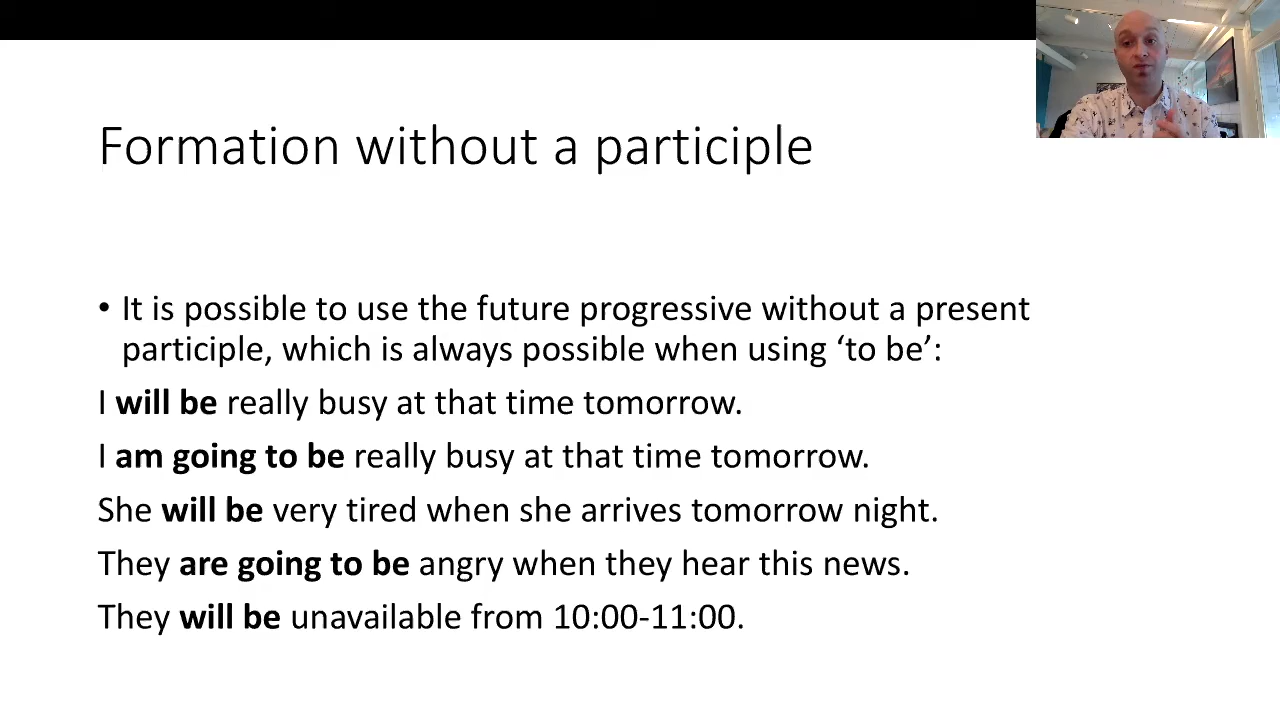 Formation without a participle
• It is possible to use the future progressive without a present
participle, which is always possible when using ‘to be’:
I will be really busy at that time tomorrow.
I am going to be really busy at that time tomorrow.
She will be very tired when she arrives tomorrow night.
They are going to be angry when they hear this news.
They will be unavailable from 10:00-11:00.